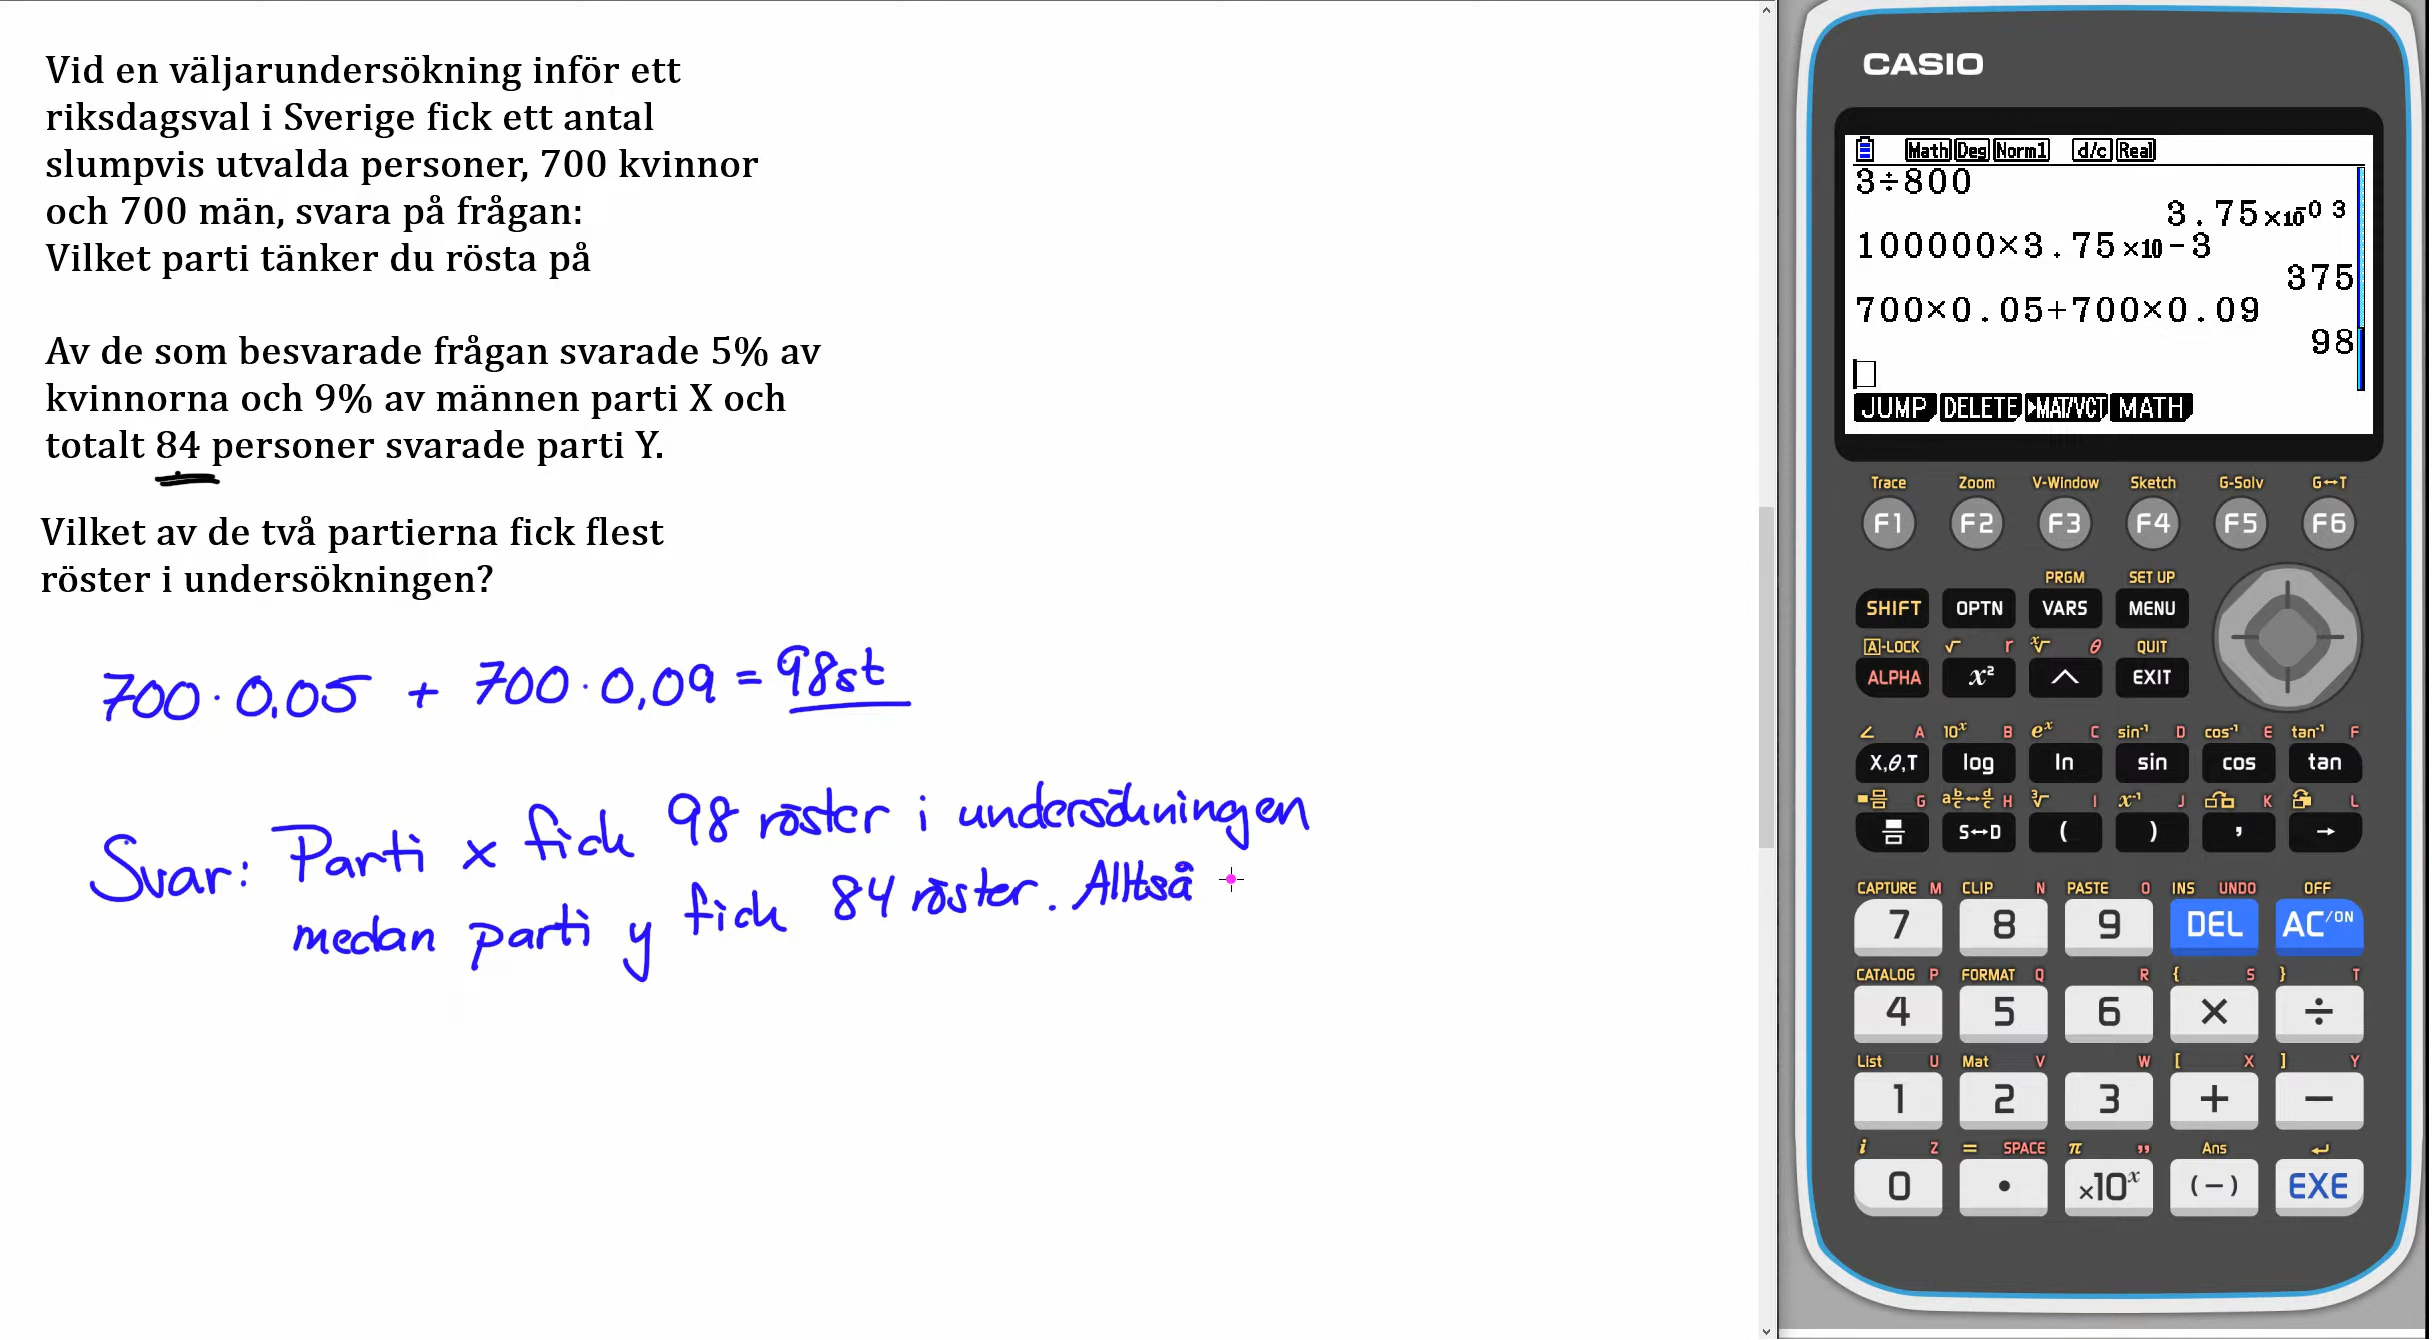 Vid en väljarundersökning inför ett
riksdagsval i Sverige fick ett antal
slumpvis utvalda personer, 700 kvinnor
och 700 män, svara på frågan:
Vilket parti tänker du rösta på
Av de som besvarade frågan svarade 5% av
kvinnorna och 9% av männen parti X och
totalt 84 personer svarade parti Y.
Vilket av de två partierna fick flest
röster i undersökningen?
700 · 0,05 + 700 · 0,09 = 98st
Svar: Parti x fick 98 röster i undersökningen
medan parti y fick 84 röster. Alltså
CASIO
Math Deg Norm1 d/c Real
3÷800
3.75×10⁻⁰³
100000×3.75×10-3
375
700×0.05+700×0.09
98
JUMP DELETE ▶MAT/VCT MATH
Trace Zoom V-Window Sketch G-Solv G↔T
F1 F2 F3 F4 F5 F6
PRGM SET UP
SHIFT OPTN VARS MENU
A-LOCK √ r ˣ√ θ QUIT
ALPHA x² ^ EXIT
∠ A 10ˣ B eˣ C sin⁻¹ D cos⁻¹ E tan⁻¹ F
X,θ,T log ln sin cos tan
G a b/c↔d/c H ³√ I x⁻¹ J K L
S↔D ( ) , →
CAPTURE M CLIP N PASTE O INS UNDO OFF
7 8 9 DEL AC/ON
CATALOG P FORMAT Q R { S } T
4 5 6 × ÷
List U Mat V W [ X ] Y
1 2 3 + −
i Z = SPACE π " Ans ↵
0 • ×10ˣ (−) EXE